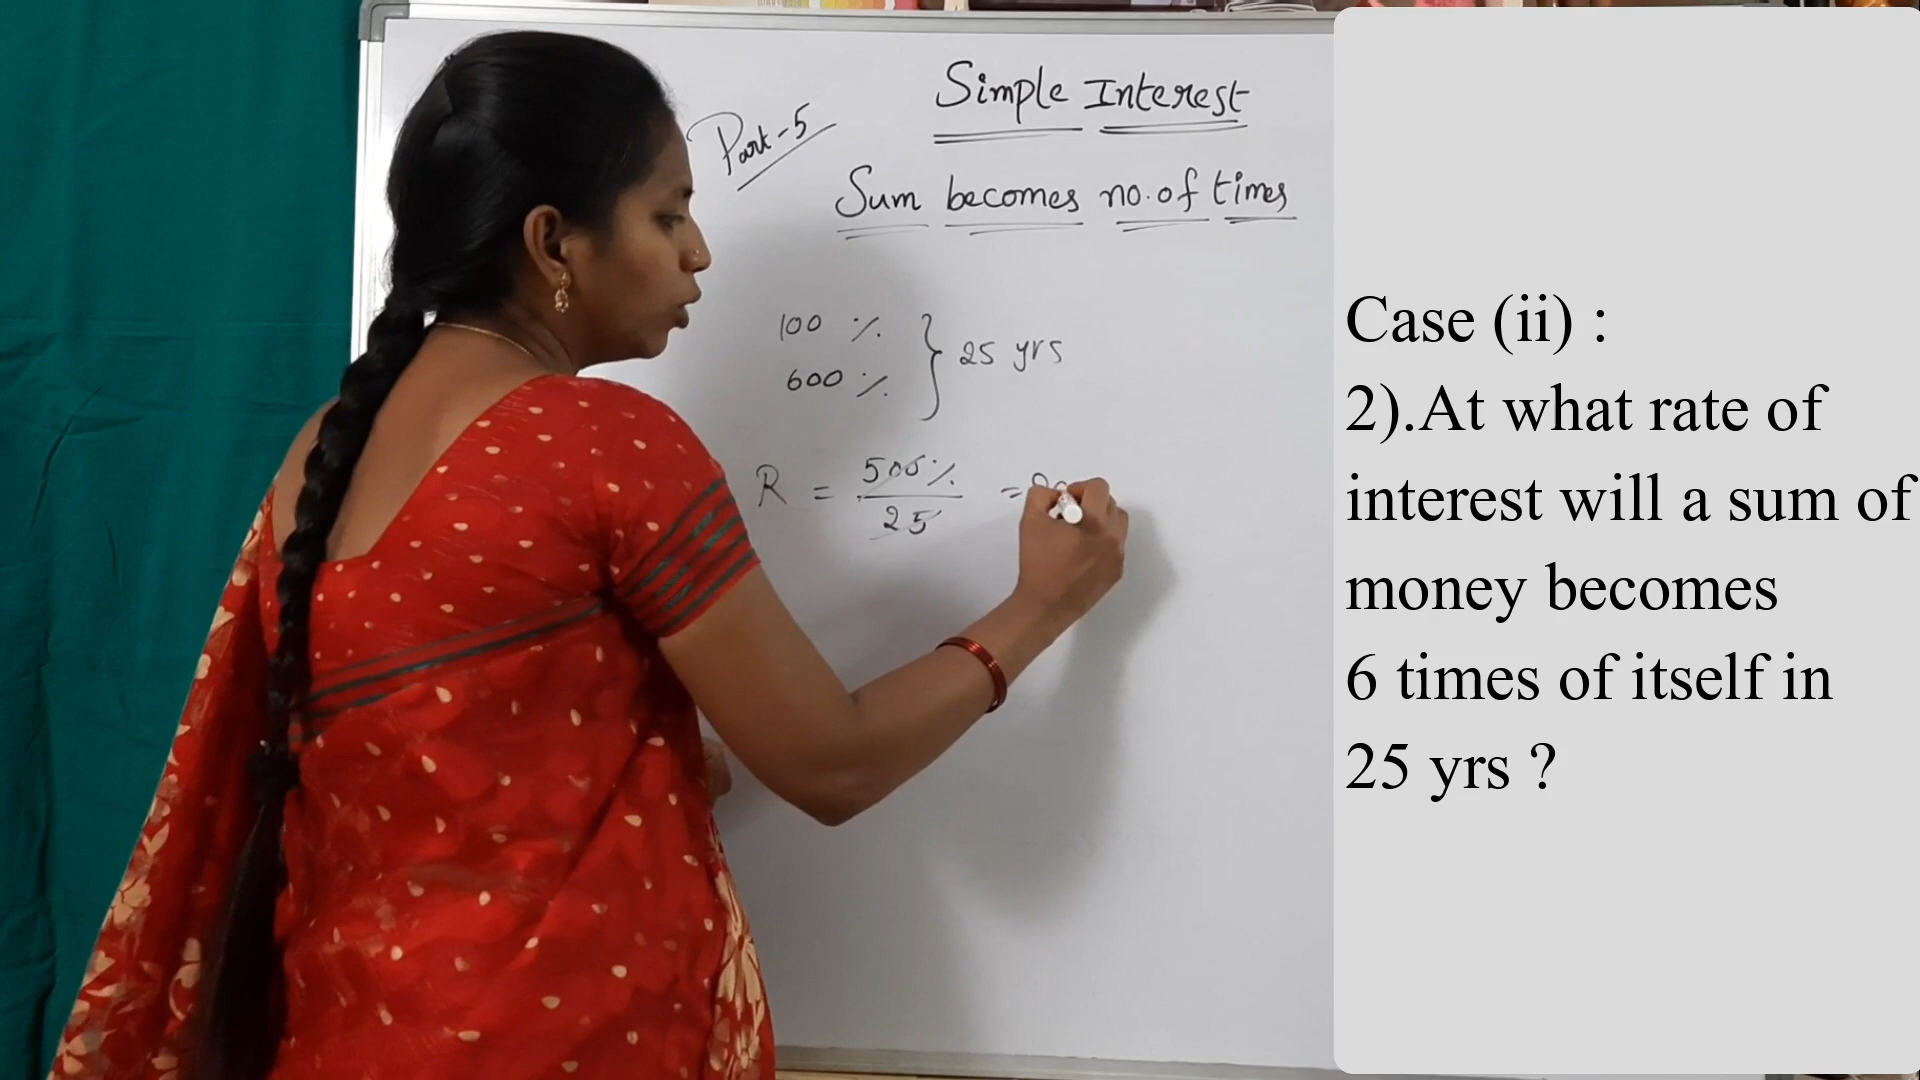 Part-5
Simple Interest
Sum becomes no. of times
100 %
600 %
25 yrs
R = 500% / 25 =
Case (ii) :
2).At what rate of
interest will a sum of
money becomes
6 times of itself in
25 yrs ?